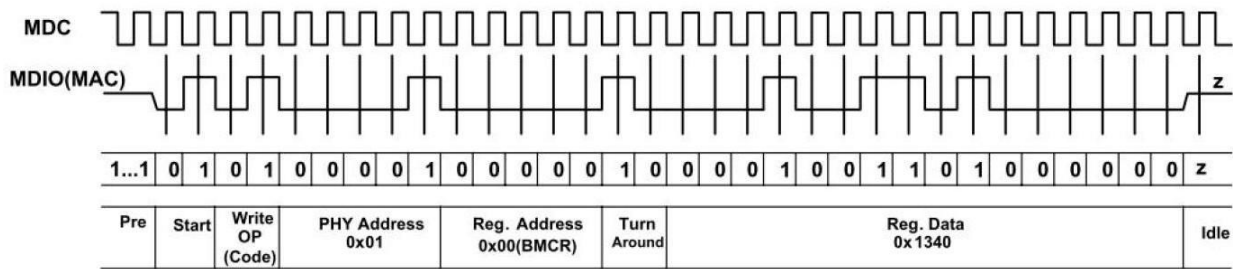 MDC
MDIO(MAC)
z
1...1 0 1 0 1 0 0 0 0 1 0 0 0 0 0 1 0 0 0 0 1 0 0 1 1 0 1 0 0 0 0 0 0 z
Pre
Start
Write
OP
(Code)
PHY Address
0x01
Reg. Address
0x00(BMCR)
Turn
Around
Reg. Data
0x1340
Idle